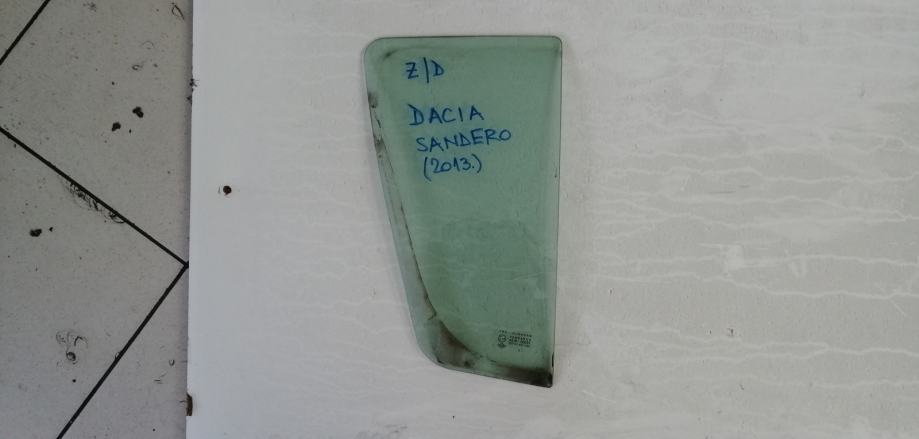 Z/D
DACIA
SANDERO
(2013.)